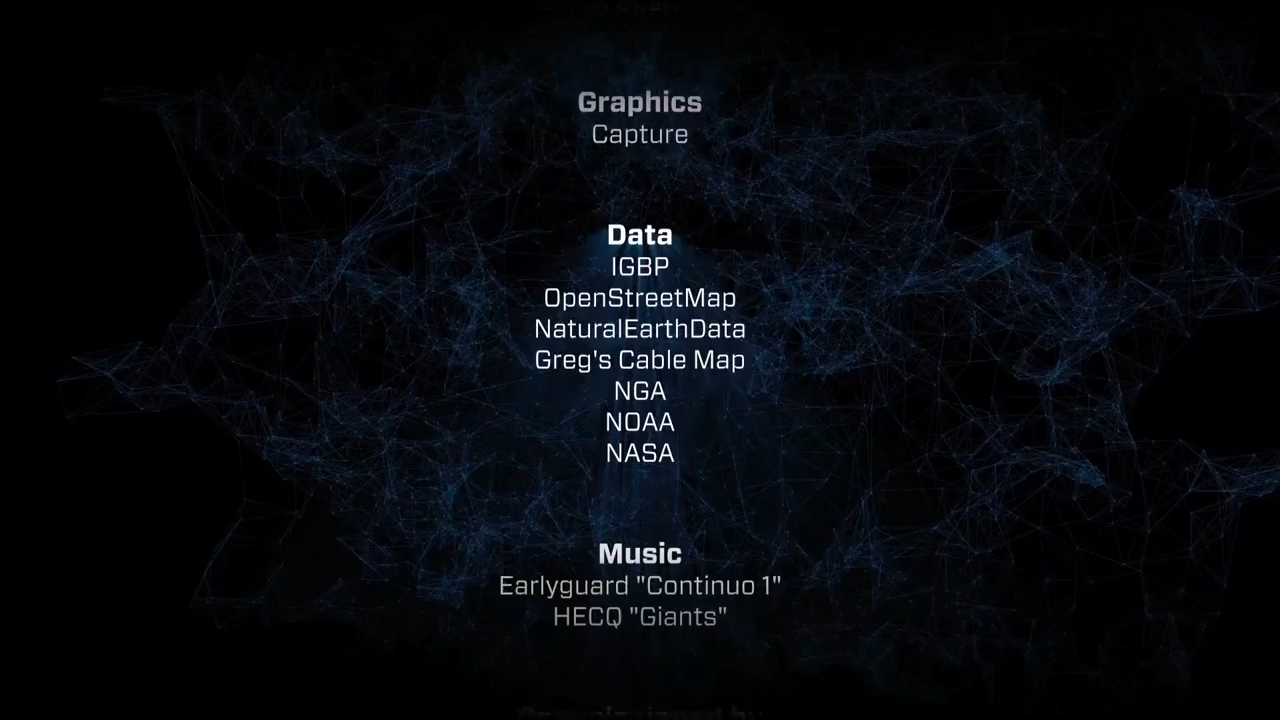 Graphics
Capture
Data
IGBP
OpenStreetMap
NaturalEarthData
Greg's Cable Map
NGA
NOAA
NASA
Music
Earlyguard "Continuo 1"
HECQ "Giants"